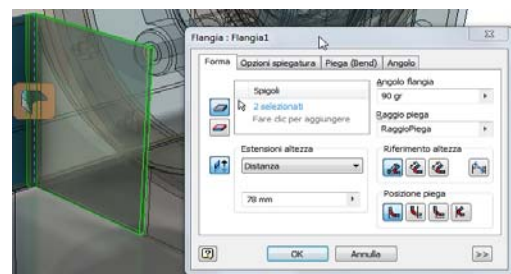 Flangia : Flangia1
Forma Opzioni spiegatura Piega (Bend) Angolo
Spigoli
2 selezionati
Fare clic per aggiungere
Angolo flangia
90 gr
Raggio piega
RaggioPiega
Estensioni altezza
Distanza
78 mm
Riferimento altezza
Posizione piega
OK Annulla >>